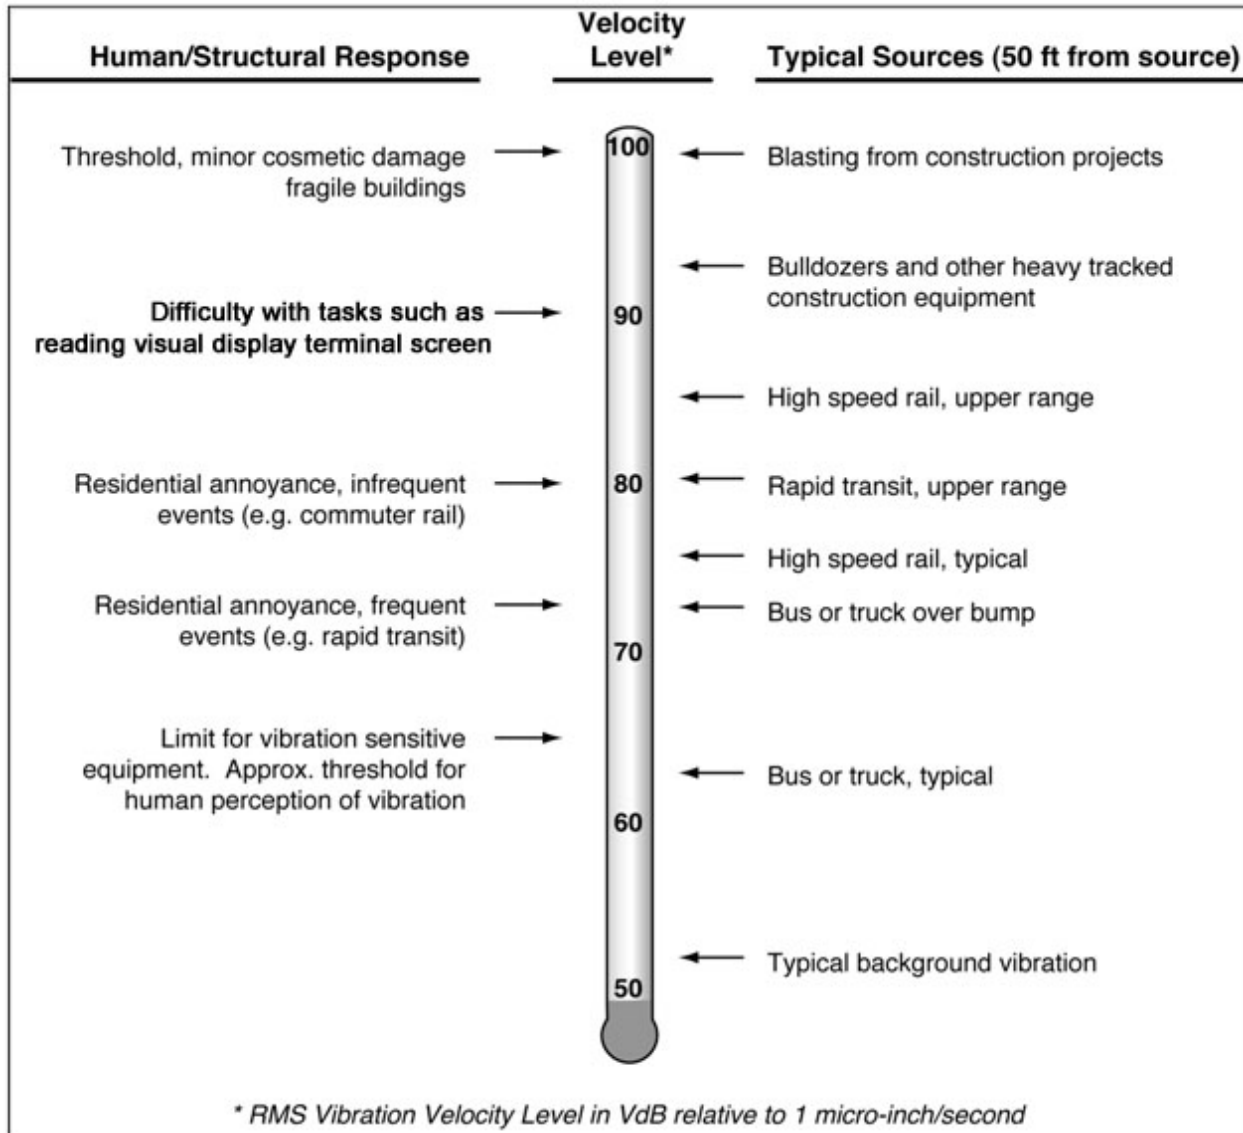 Human/Structural Response
Velocity
Level*
Typical Sources (50 ft from source)
Threshold, minor cosmetic damage
fragile buildings
100
Blasting from construction projects
Bulldozers and other heavy tracked
construction equipment
Difficulty with tasks such as
reading visual display terminal screen
90
High speed rail, upper range
Residential annoyance, infrequent
events (e.g. commuter rail)
80
Rapid transit, upper range
High speed rail, typical
Residential annoyance, frequent
events (e.g. rapid transit)
Bus or truck over bump
70
Limit for vibration sensitive
equipment. Approx. threshold for
human perception of vibration
Bus or truck, typical
60
Typical background vibration
50
* RMS Vibration Velocity Level in VdB relative to 1 micro-inch/second